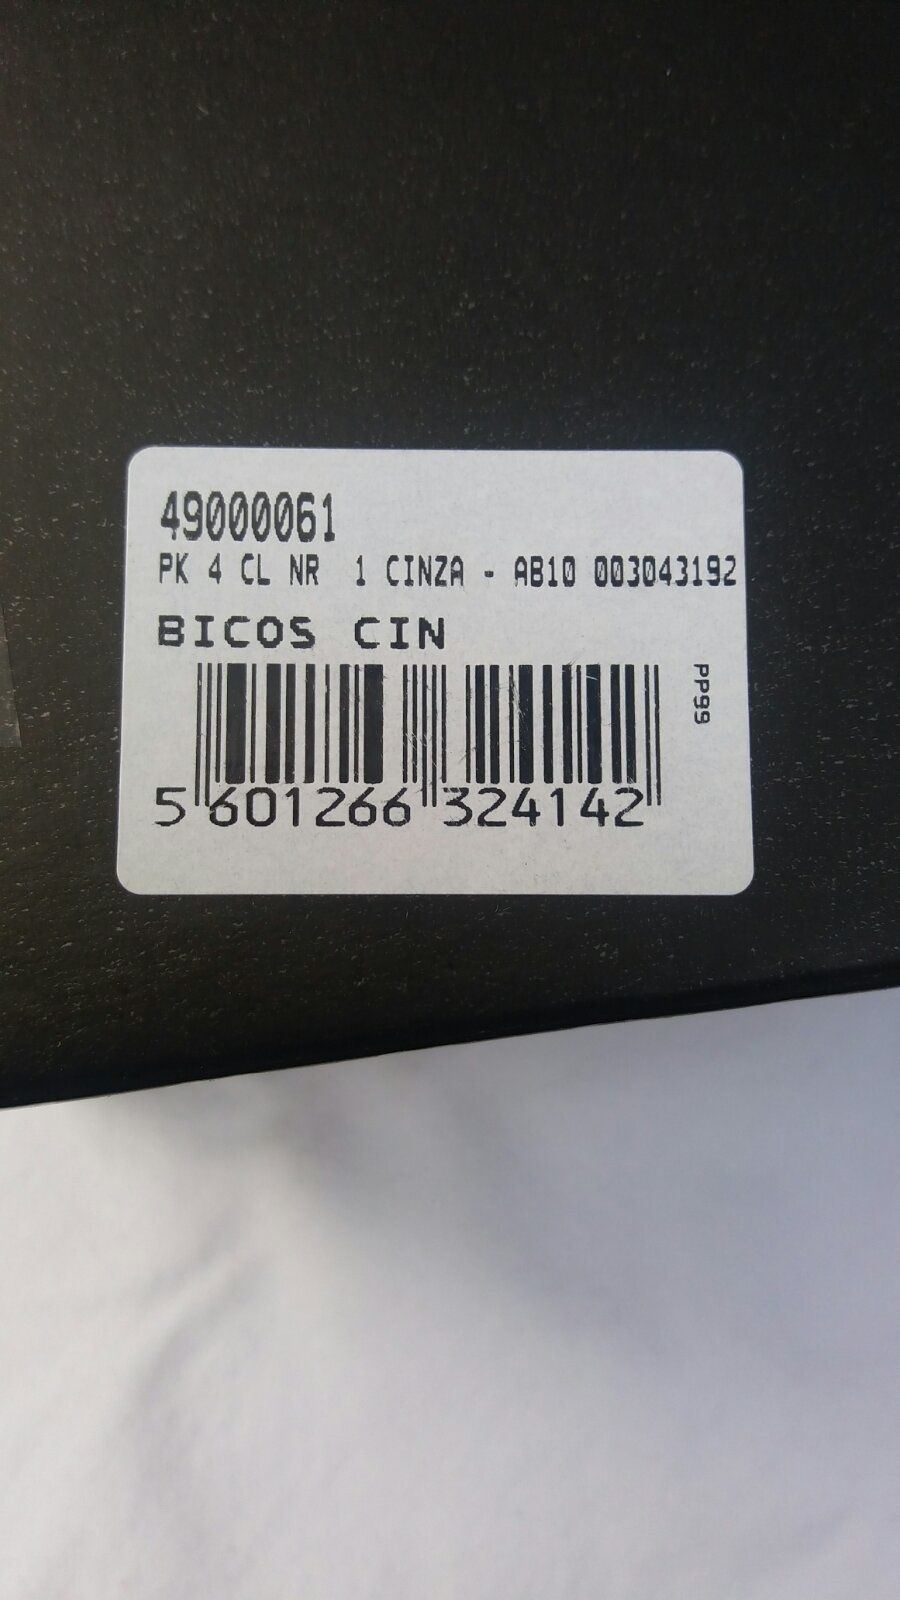 49000061
PK 4 CL NR 1 CINZA - AB10 003043192
BICOS CIN
PP99
5 601266 324142